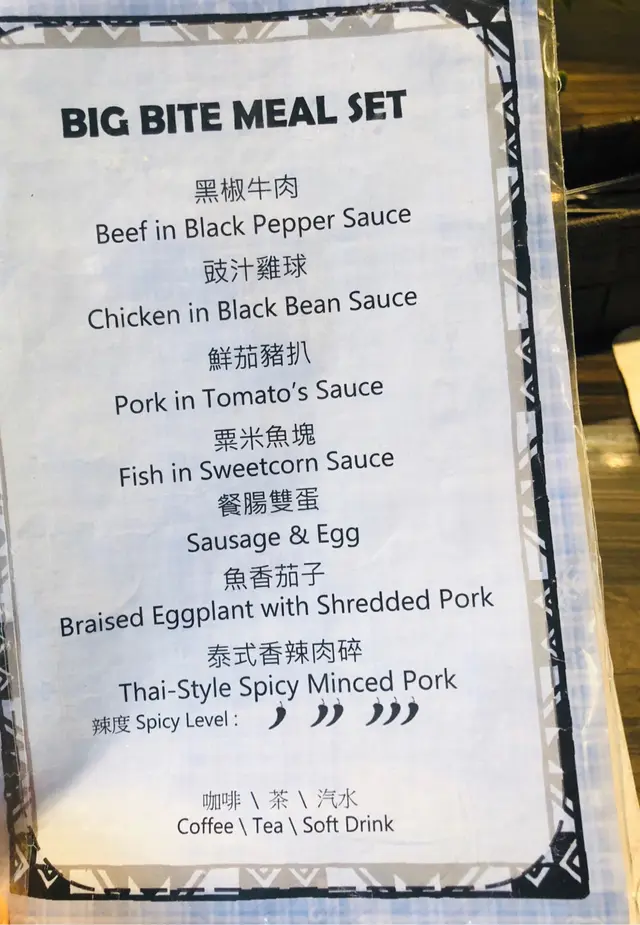 BIG BITE MEAL SET
黑椒牛肉
Beef in Black Pepper Sauce
豉汁雞球
Chicken in Black Bean Sauce
鮮茄豬扒
Pork in Tomato's Sauce
粟米魚塊
Fish in Sweetcorn Sauce
餐腸雙蛋
Sausage & Egg
魚香茄子
Braised Eggplant with Shredded Pork
泰式香辣肉碎
Thai-Style Spicy Minced Pork
辣度 Spicy Level :
咖啡 \ 茶 \ 汽水
Coffee \ Tea \ Soft Drink